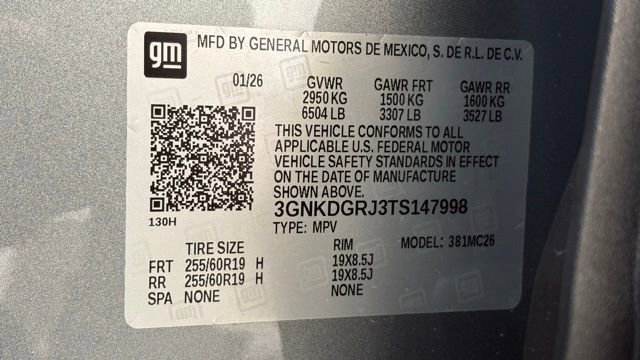 gm
MFD BY GENERAL MOTORS DE MEXICO, S. DE R.L. DE C.V.
01/26 GVWR GAWR FRT GAWR RR
2950 KG 1500 KG 1600 KG
6504 LB 3307 LB 3527 LB
THIS VEHICLE CONFORMS TO ALL
APPLICABLE U.S. FEDERAL MOTOR
VEHICLE SAFETY STANDARDS IN EFFECT
ON THE DATE OF MANUFACTURE
SHOWN ABOVE.
130H
3GNKDGRJ3TS147998
TYPE: MPV MODEL: 381MC26
TIRE SIZE RIM
FRT 255/60R19 H 19X8.5J
RR 255/60R19 H 19X8.5J
SPA NONE NONE